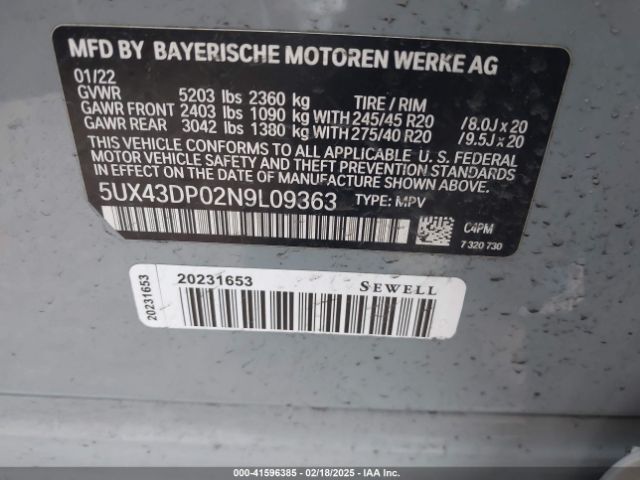 MFD BY BAYERISCHE MOTOREN WERKE AG
01/22
GVWR 5203 lbs 2360 kg TIRE / RIM
GAWR FRONT 2403 lbs 1090 kg WITH 245/45 R20 /8.0J x 20
GAWR REAR 3042 lbs 1380 kg WITH 275/40 R20 /9.5J x 20
THIS VEHICLE CONFORMS TO ALL APPLICABLE U. S. FEDERAL
MOTOR VEHICLE SAFETY AND THEFT PREVENTION STANDARDS
IN EFFECT ON THE DATE OF MANUFACTURE SHOWN ABOVE.
5UX43DP02N9L09363 TYPE: MPV
C4PM
7 320 730
20231653 SEWELL
20231653
000-41596385 - 02/18/2025 - IAA Inc.